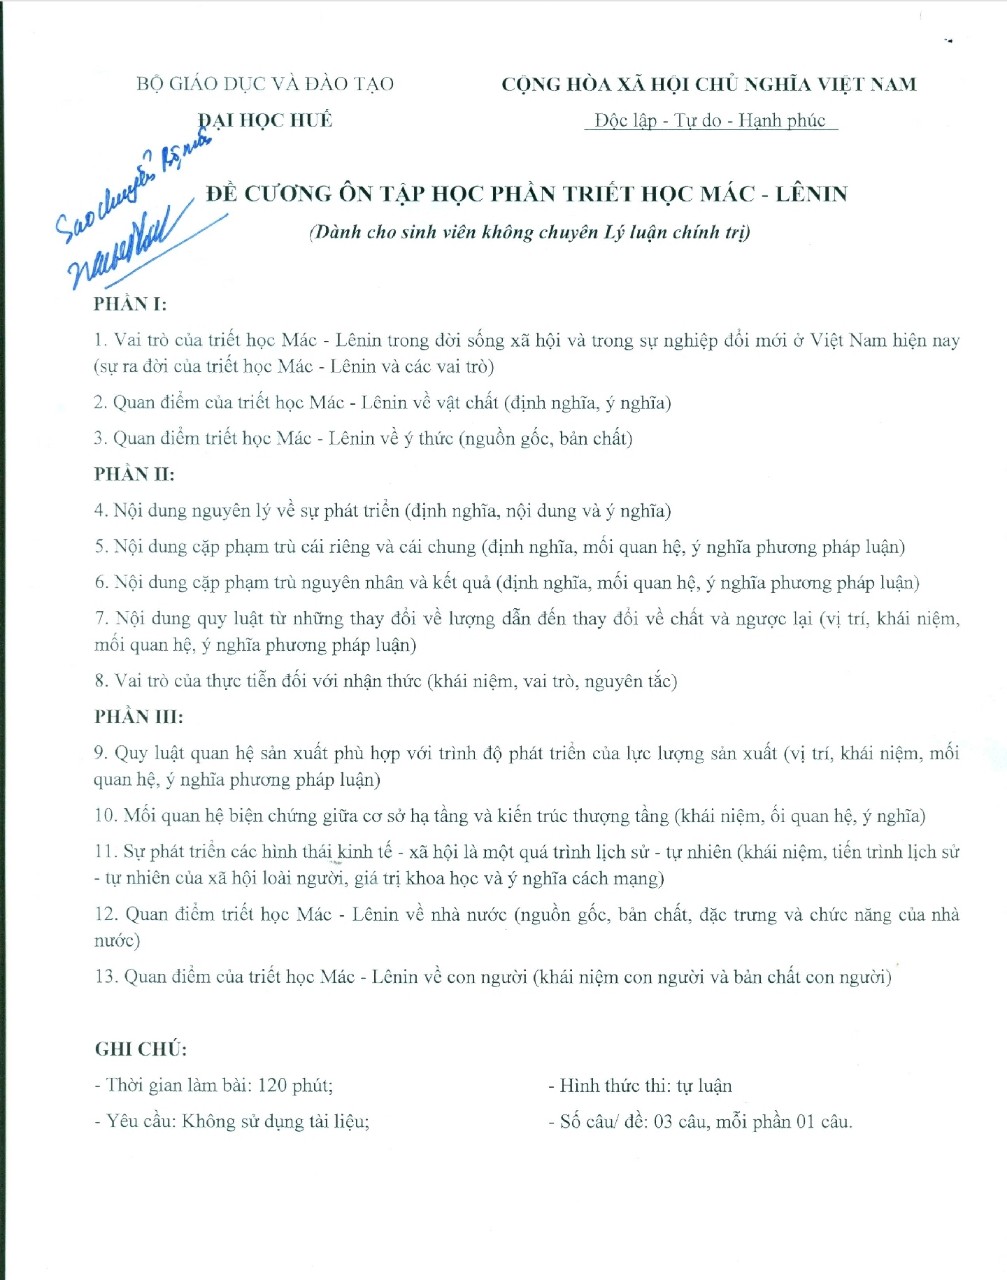 BỘ GIÁO DỤC VÀ ĐÀO TẠO
CỘNG HÒA XÃ HỘI CHỦ NGHĨA VIỆT NAM
ĐẠI HỌC HUẾ
Độc lập - Tự do - Hạnh phúc
Sao chuyển Bộ môn
ĐỀ CƯƠNG ÔN TẬP HỌC PHẦN TRIẾT HỌC MÁC - LÊNIN
(Dành cho sinh viên không chuyên Lý luận chính trị)
PHẦN I:
1. Vai trò của triết học Mác - Lênin trong đời sống xã hội và trong sự nghiệp đổi mới ở Việt Nam hiện nay
(sự ra đời của triết học Mác - Lênin và các vai trò)
2. Quan điểm của triết học Mác - Lênin về vật chất (định nghĩa, ý nghĩa)
3. Quan điểm triết học Mác - Lênin về ý thức (nguồn gốc, bản chất)
PHẦN II:
4. Nội dung nguyên lý về sự phát triển (định nghĩa, nội dung và ý nghĩa)
5. Nội dung cặp phạm trù cái riêng và cái chung (định nghĩa, mối quan hệ, ý nghĩa phương pháp luận)
6. Nội dung cặp phạm trù nguyên nhân và kết quả (định nghĩa, mối quan hệ, ý nghĩa phương pháp luận)
7. Nội dung quy luật từ những thay đổi về lượng dẫn đến thay đổi về chất và ngược lại (vị trí, khái niệm,
mối quan hệ, ý nghĩa phương pháp luận)
8. Vai trò của thực tiễn đối với nhận thức (khái niệm, vai trò, nguyên tắc)
PHẦN III:
9. Quy luật quan hệ sản xuất phù hợp với trình độ phát triển của lực lượng sản xuất (vị trí, khái niệm, mối
quan hệ, ý nghĩa phương pháp luận)
10. Mối quan hệ biện chứng giữa cơ sở hạ tầng và kiến trúc thượng tầng (khái niệm, ối quan hệ, ý nghĩa)
11. Sự phát triển các hình thái kinh tế - xã hội là một quá trình lịch sử - tự nhiên (khái niệm, tiến trình lịch sử
- tự nhiên của xã hội loài người, giá trị khoa học và ý nghĩa cách mạng)
12. Quan điểm triết học Mác - Lênin về nhà nước (nguồn gốc, bản chất, đặc trưng và chức năng của nhà
nước)
13. Quan điểm của triết học Mác - Lênin về con người (khái niệm con người và bản chất con người)
GHI CHÚ:
- Thời gian làm bài: 120 phút;
- Hình thức thi: tự luận
- Yêu cầu: Không sử dụng tài liệu;
- Số câu/ đề: 03 câu, mỗi phần 01 câu.